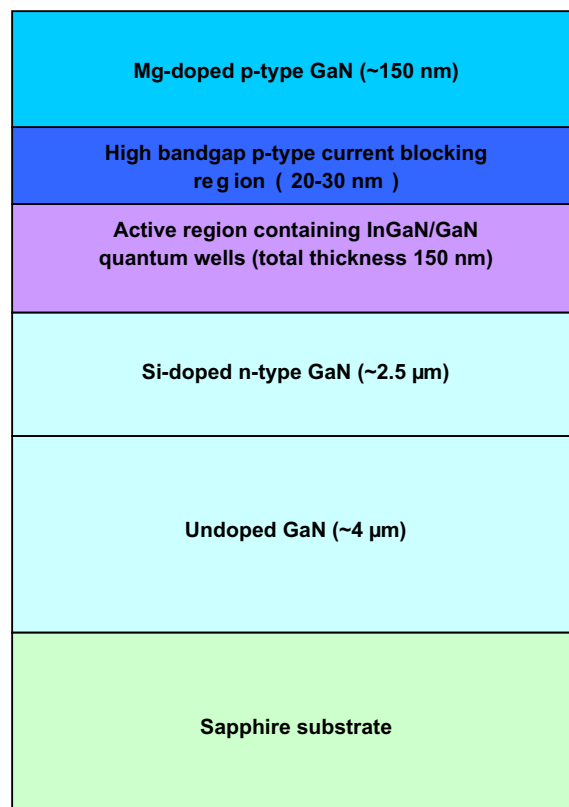 Mg-doped p-type GaN (~150 nm)
High bandgap p-type current blocking
region ( 20-30 nm )
Active region containing InGaN/GaN
quantum wells (total thickness 150 nm)
Si-doped n-type GaN (~2.5 µm)
Undoped GaN (~4 µm)
Sapphire substrate